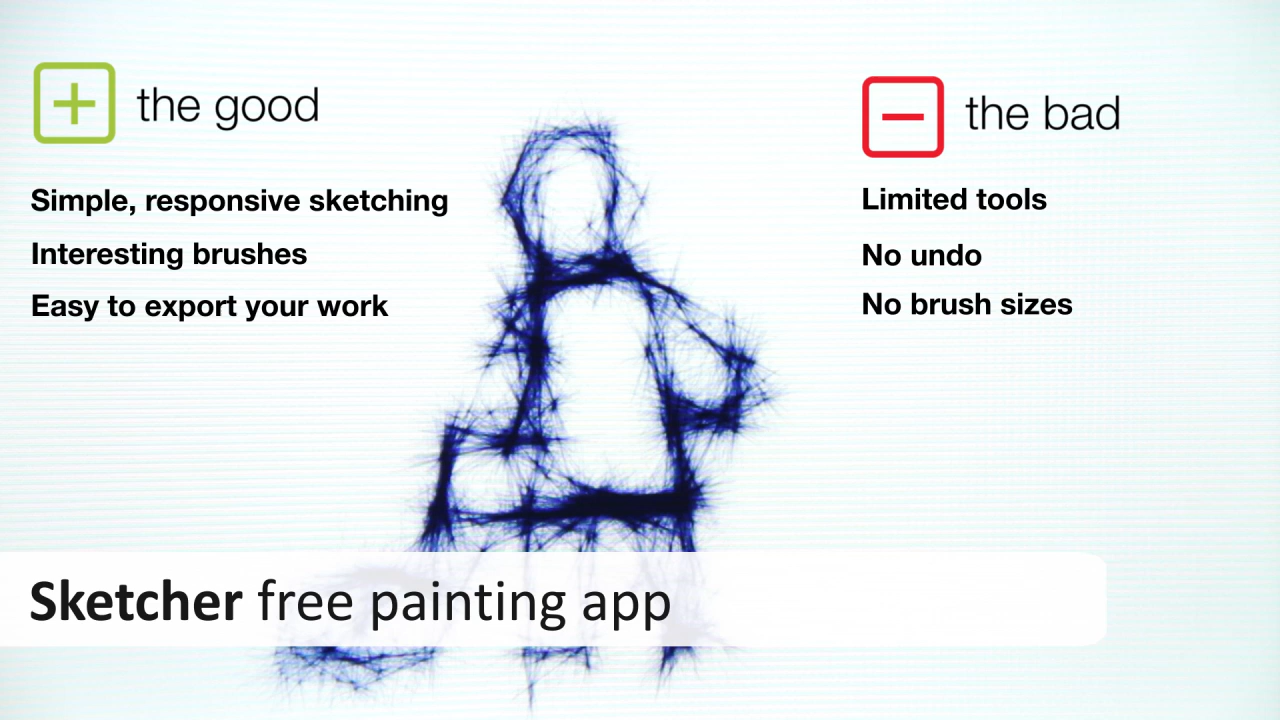 the good
Simple, responsive sketching
Interesting brushes
Easy to export your work
the bad
Limited tools
No undo
No brush sizes
Sketcher free painting app